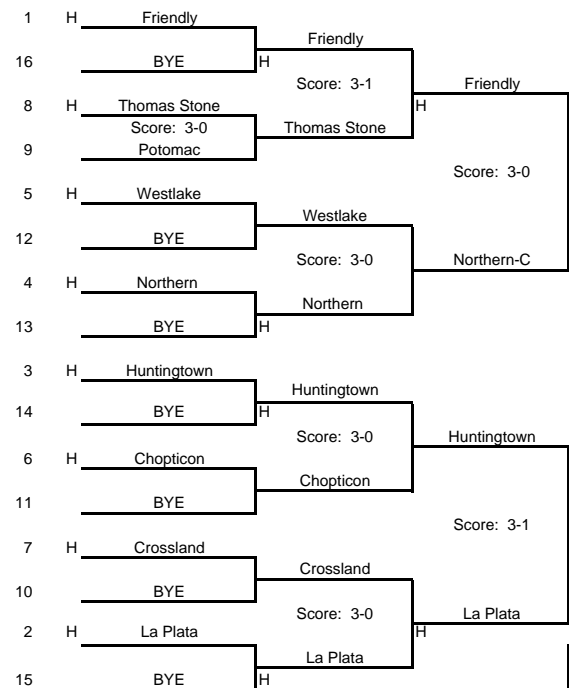 1 H Friendly
Friendly
16 BYE H
Score: 3-1 Friendly
8 H Thomas Stone H
Score: 3-0 Thomas Stone
9 Potomac
Score: 3-0
5 H Westlake
Westlake
12 BYE
Score: 3-0 Northern-C
4 H Northern
Northern
13 BYE H
3 H Huntingtown
Huntingtown
14 BYE H
Score: 3-0 Huntingtown
6 H Chopticon
Chopticon
11 BYE
Score: 3-1
7 H Crossland
Crossland
10 BYE
Score: 3-0 La Plata
2 H La Plata H
La Plata
15 BYE H